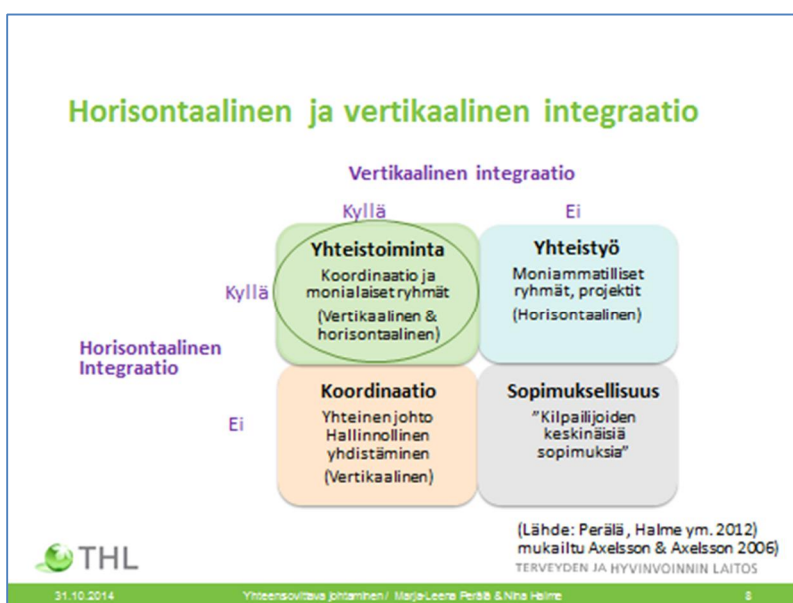 Horisontaalinen ja vertikaalinen integraatio
Vertikaalinen integraatio
Kyllä
Ei
Kyllä
Yhteistoiminta
Koordinaatio ja
monialaiset ryhmät
(Vertikaalinen &
horisontaalinen)
Yhteistyö
Moniammatilliset
ryhmät, projektit
(Horisontaalinen)
Horisontaalinen
Integraatio
Ei
Koordinaatio
Yhteinen johto
Hallinnollinen
yhdistäminen
(Vertikaalinen)
Sopimuksellisuus
”Kilpailijoiden
keskinäisiä
sopimuksia”
(Lähde: Perälä, Halme ym. 2012)
mukailtu Axelsson & Axelsson 2006)
THL
TERVEYDEN JA HYVINVOINNIN LAITOS
31.10.2014
Yhteensovittava johtaminen / Marja-Leena Perälä & Nina Halme
8